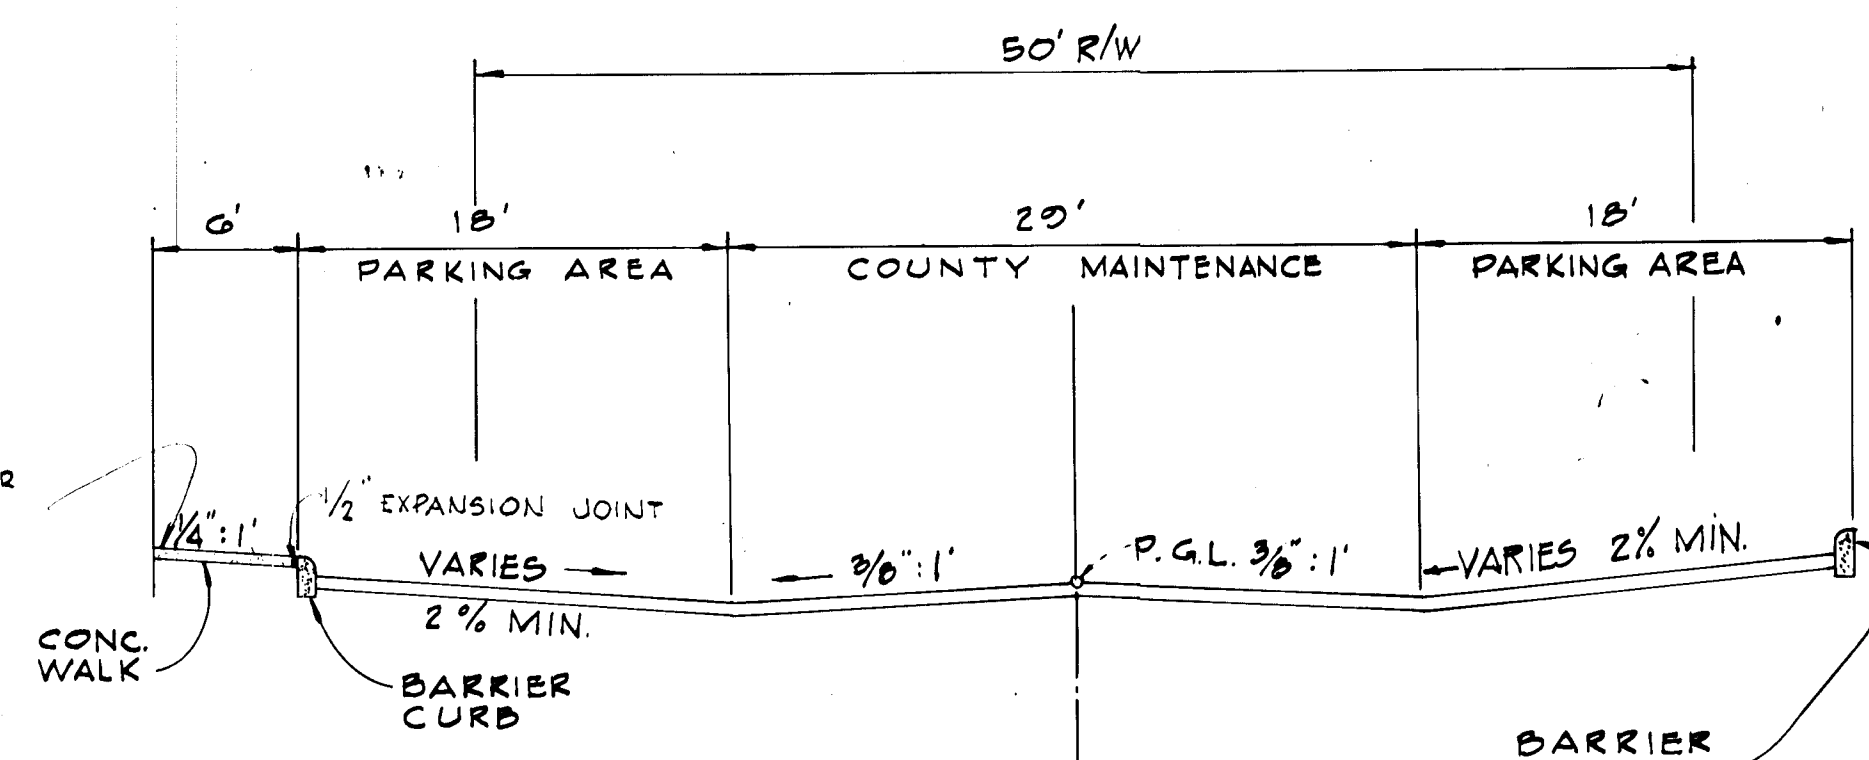 50' R/W
6'
18'
29'
18'
PARKING AREA
COUNTY MAINTENANCE
PARKING AREA
R
1/2" EXPANSION JOINT
1/4":1'
VARIES
3/8":1'
P.G.L. 3/8":1'
VARIES 2% MIN.
2% MIN.
CONC.
WALK
BARRIER
CURB
BARRIER